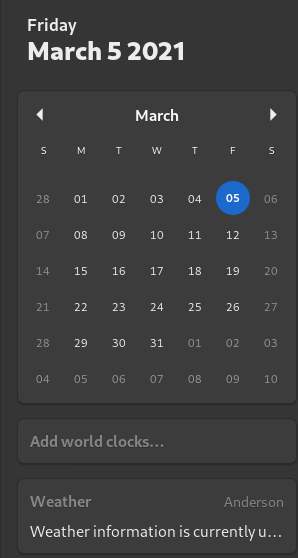 Friday
March 5 2021
March
S M T W T F S
28 01 02 03 04 05 06
07 08 09 10 11 12 13
14 15 16 17 18 19 20
21 22 23 24 25 26 27
28 29 30 31 01 02 03
04 05 06 07 08 09 10
Add world clocks...
Weather Anderson
Weather information is currently u...